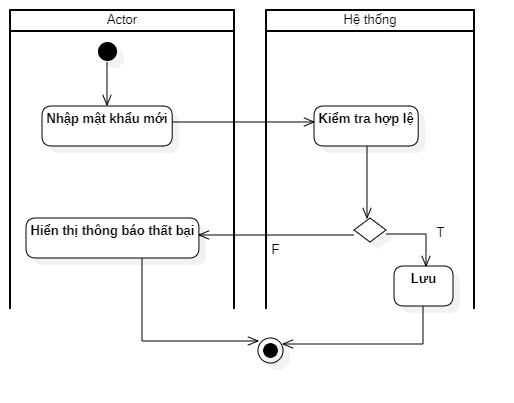 Actor
Hệ thống
Nhập mật khẩu mới
Kiểm tra hợp lệ
Hiển thị thông báo thất bại
F
T
Lưu